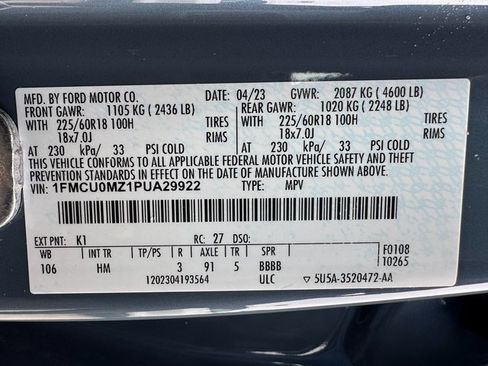 MFD. BY FORD MOTOR CO. DATE: 04/23 GVWR: 2087 KG ( 4600 LB)
FRONT GAWR: 1105 KG ( 2436 LB) REAR GAWR: 1020 KG ( 2248 LB)
WITH 225/60R18 100H TIRES WITH 225/60R18 100H TIRES
18x7.0J RIMS 18x7.0J RIMS
AT 230 kPa/ 33 PSI COLD AT 230 kPa/ 33 PSI COLD
THIS VEHICLE CONFORMS TO ALL APPLICABLE FEDERAL MOTOR VEHICLE SAFETY AND THEFT
PREVENTION STANDARDS IN EFFECT ON THE DATE OF MANUFACTURE SHOWN ABOVE.
VIN: 1FMCU0MZ1PUA29922 TYPE: MPV
EXT PNT: K1 RC: 27 DSO:
WB TP/PS R AXLE TR SPR F0108
106 HM 3 91 5 BBBB 10265
1202304193564 ULC ▽ 5U5A-3520472-AA